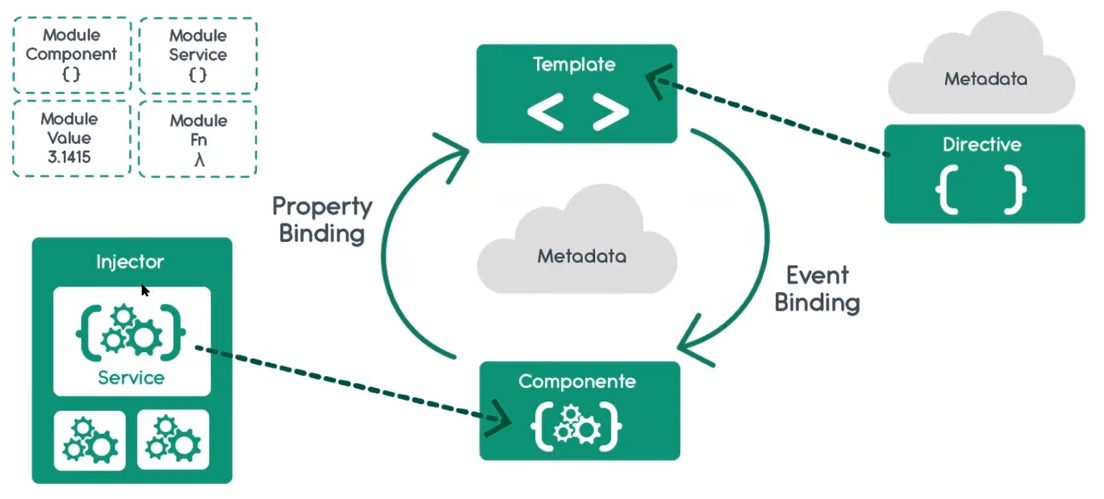 Module
Component
{}
Module
Service
{}
Module
Value
3.1415
Module
Fn
λ
Template
< >
Metadata
Directive
{ }
Property
Binding
Metadata
Event
Binding
Injector
{ }
Service
Componente
{ }